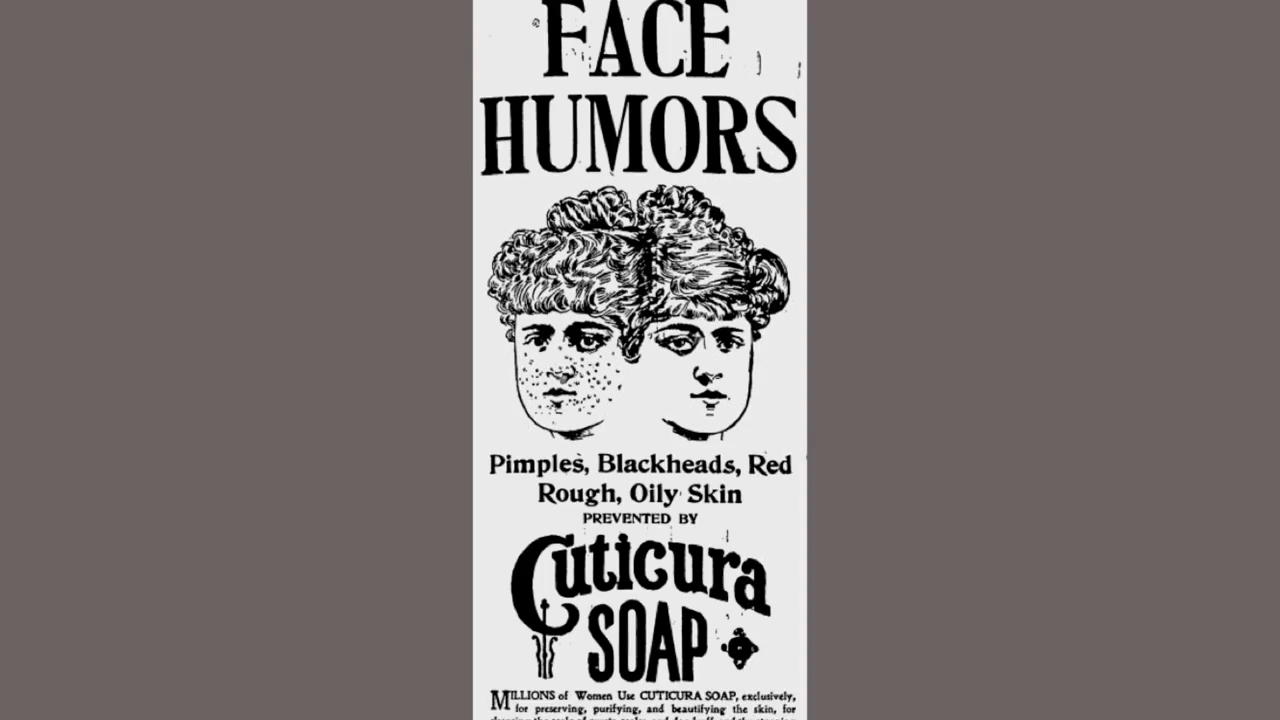 FACE
HUMORS
Pimples, Blackheads, Red
Rough, Oily Skin
PREVENTED BY
Cuticura
SOAP
MILLIONS of Women Use CUTICURA SOAP, exclusively,
for preserving, purifying, and beautifying the skin, for